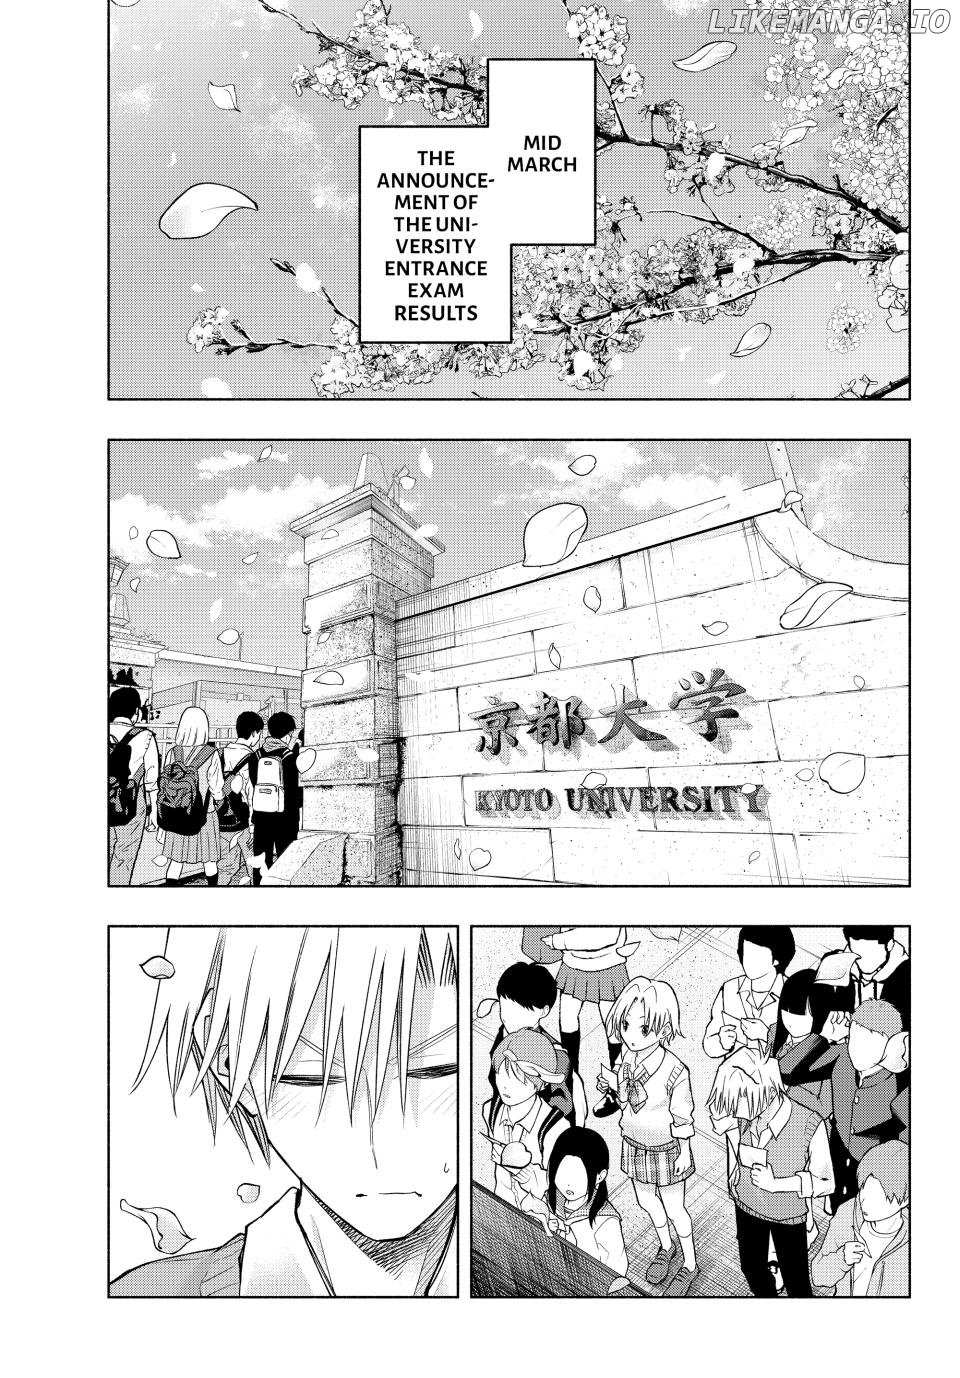 LIKEMANGA.IO
MID
MARCH
THE
ANNOUNCE-
MENT OF
THE UNI-
VERSITY
ENTRANCE
EXAM
RESULTS
京都大学
KYOTO UNIVERSITY